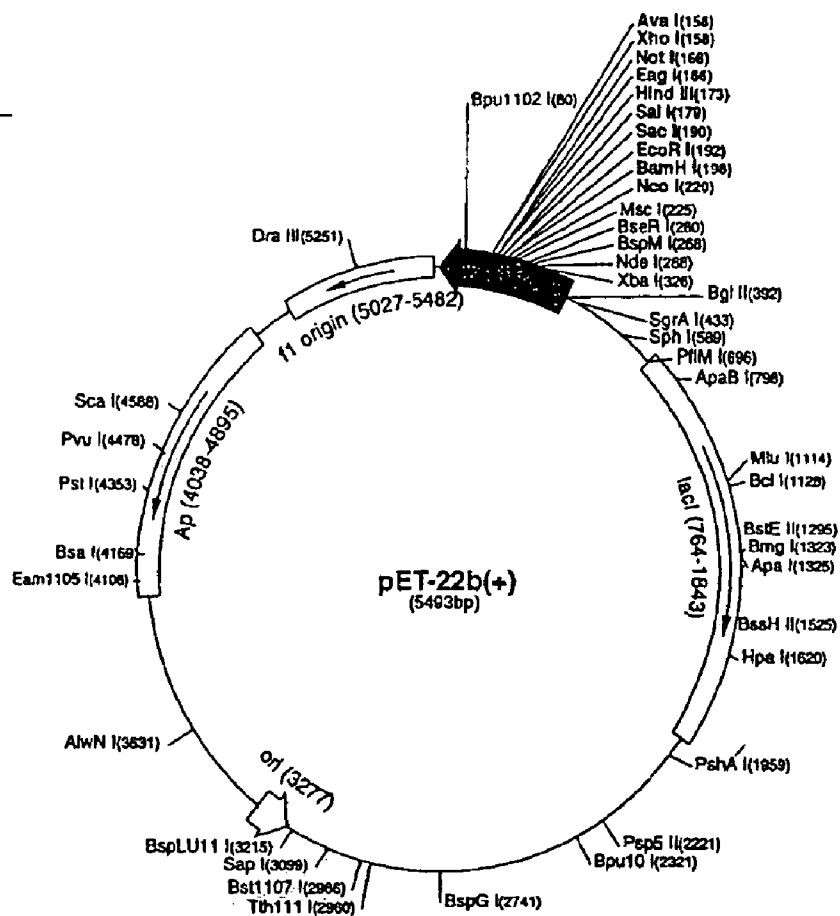 Ava I(158)
Xho I(158)
Not I(166)
Eag I(166)
Hind III(173)
Sal I(179)
Sac I(190)
EcoR I(192)
BamH I(198)
Nco I(220)
Msc I(225)
BseR I(260)
BspM I(268)
Nde I(288)
Xba I(326)
Bgl II(392)
SgrA I(433)
Sph I(589)
PflM I(696)
ApaB I(796)
Mlu I(1114)
Bcl I(1128)
BstE II(1295)
Bmg I(1323)
Apa I(1325)
BssH II(1525)
Hpa I(1620)
PshA I(1959)
Psp5 II(2221)
Bpu10 I(2321)
BspG I(2741)
Tth111 I(2960)
Bst1107 I(2986)
Sap I(3099)
BspLU11 I(3215)
AlwN I(3631)
Eam1105 I(4106)
Bsa I(4169)
Pst I(4353)
Pvu I(4478)
Sca I(4588)
Dra III(5251)
Bpu1102 I(80)
f1 origin (5027-5482)
Ap (4038-4895)
lacI (764-1843)
ori (3277)
pET-22b(+)
(5493bp)